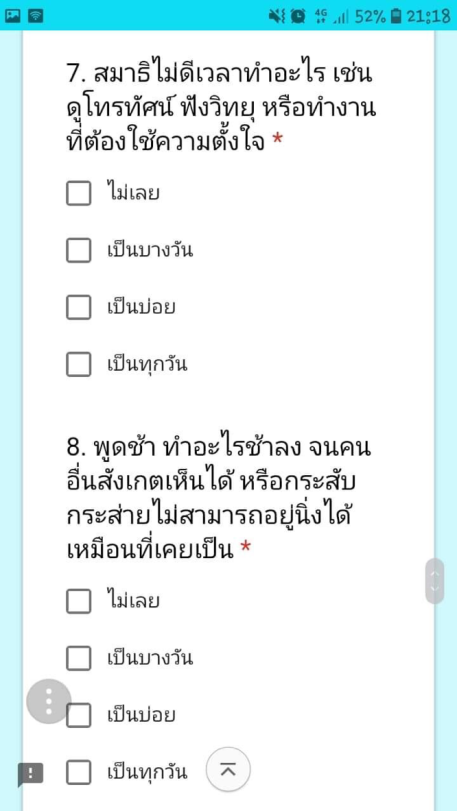 4G 52% 21:18
7. สมาธิไม่ดีเวลาทำอะไร เช่น
ดูโทรทัศน์ ฟังวิทยุ หรือทำงาน
ที่ต้องใช้ความตั้งใจ *
ไม่เลย
เป็นบางวัน
เป็นบ่อย
เป็นทุกวัน
8. พูดช้า ทำอะไรช้าลง จนคน
อื่นสังเกตเห็นได้ หรือกระสับ
กระส่ายไม่สามารถอยู่นิ่งได้
เหมือนที่เคยเป็น *
ไม่เลย
เป็นบางวัน
เป็นบ่อย
เป็นทุกวัน